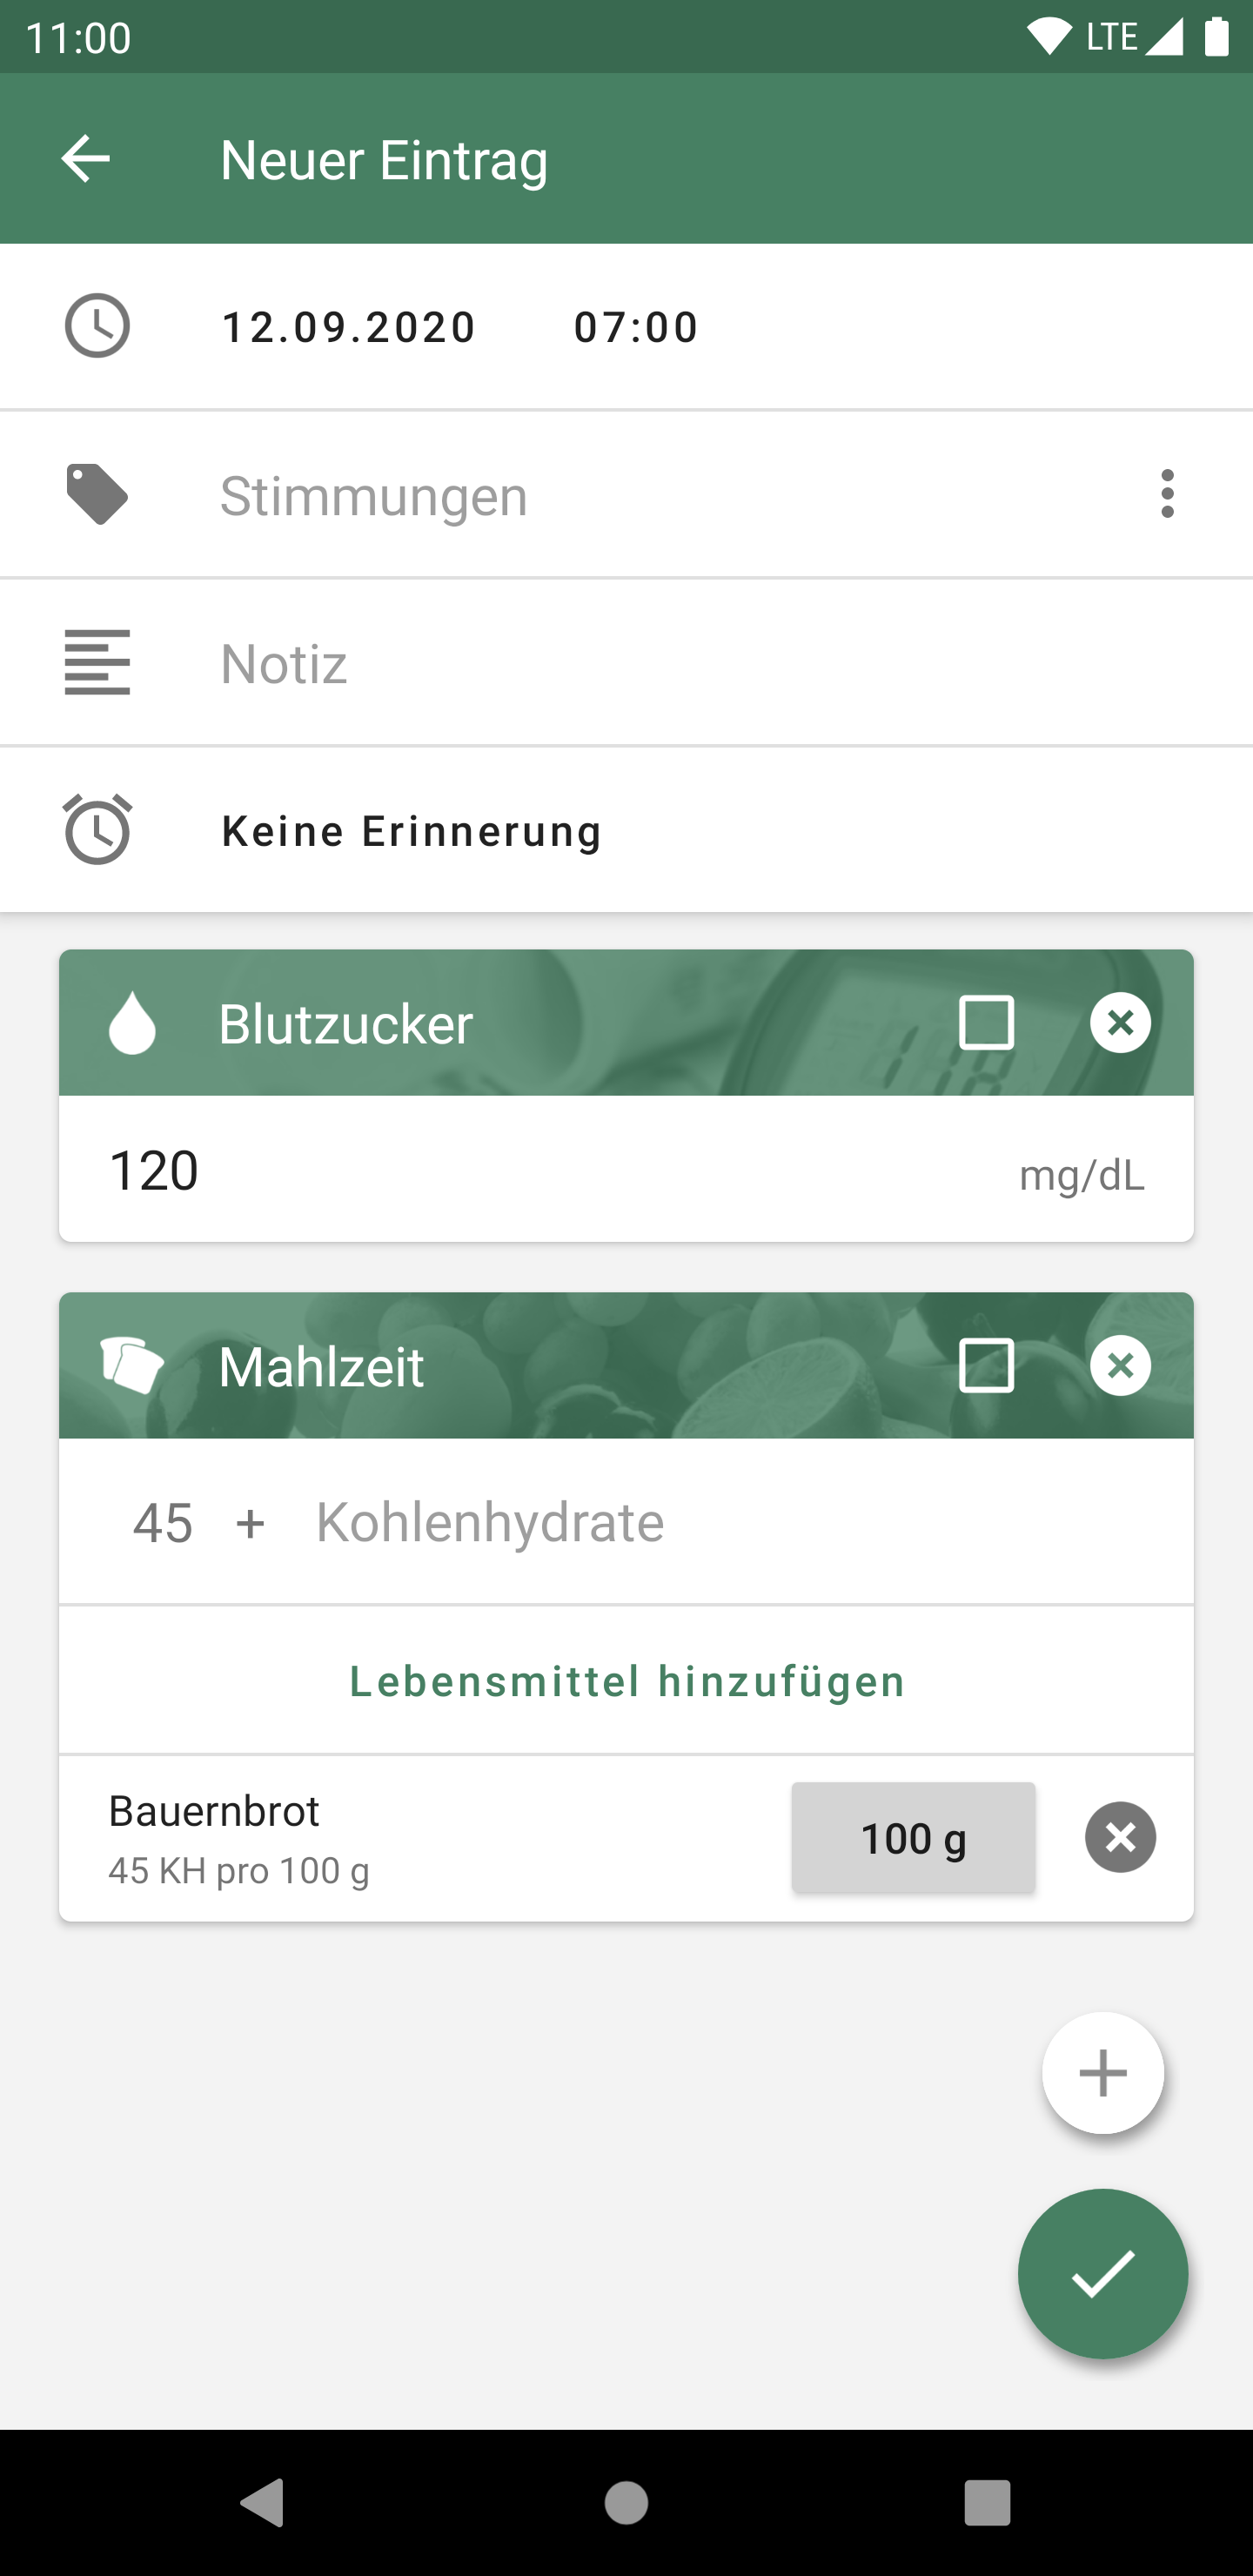 11:00 LTE
Neuer Eintrag
12.09.2020 07:00
Stimmungen
Notiz
Keine Erinnerung
Blutzucker
118
120 mg/dL
Mahlzeit
45 + Kohlenhydrate
Lebensmittel hinzufügen
Bauernbrot
45 KH pro 100 g
100 g